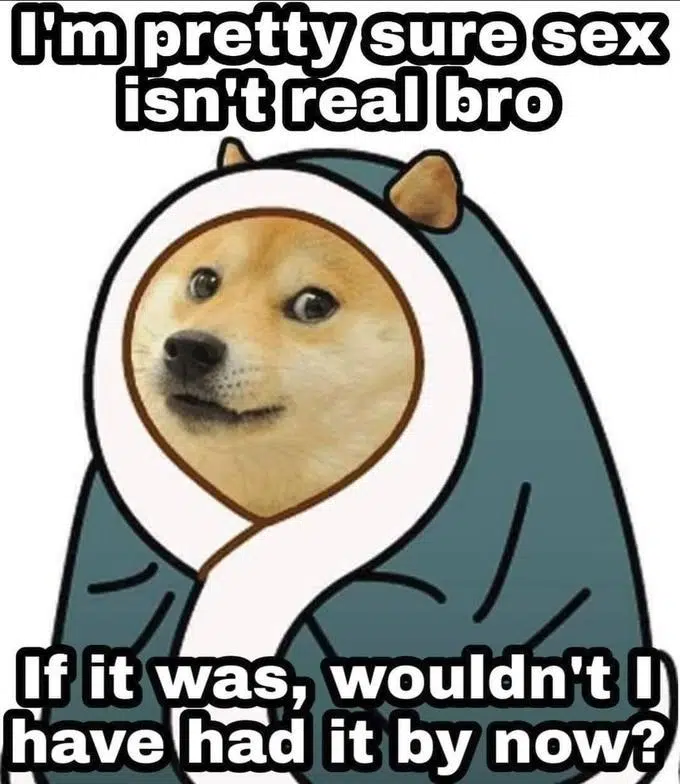 I'm pretty sure sex
isn't real bro
If it was, wouldn't I
have had it by now?